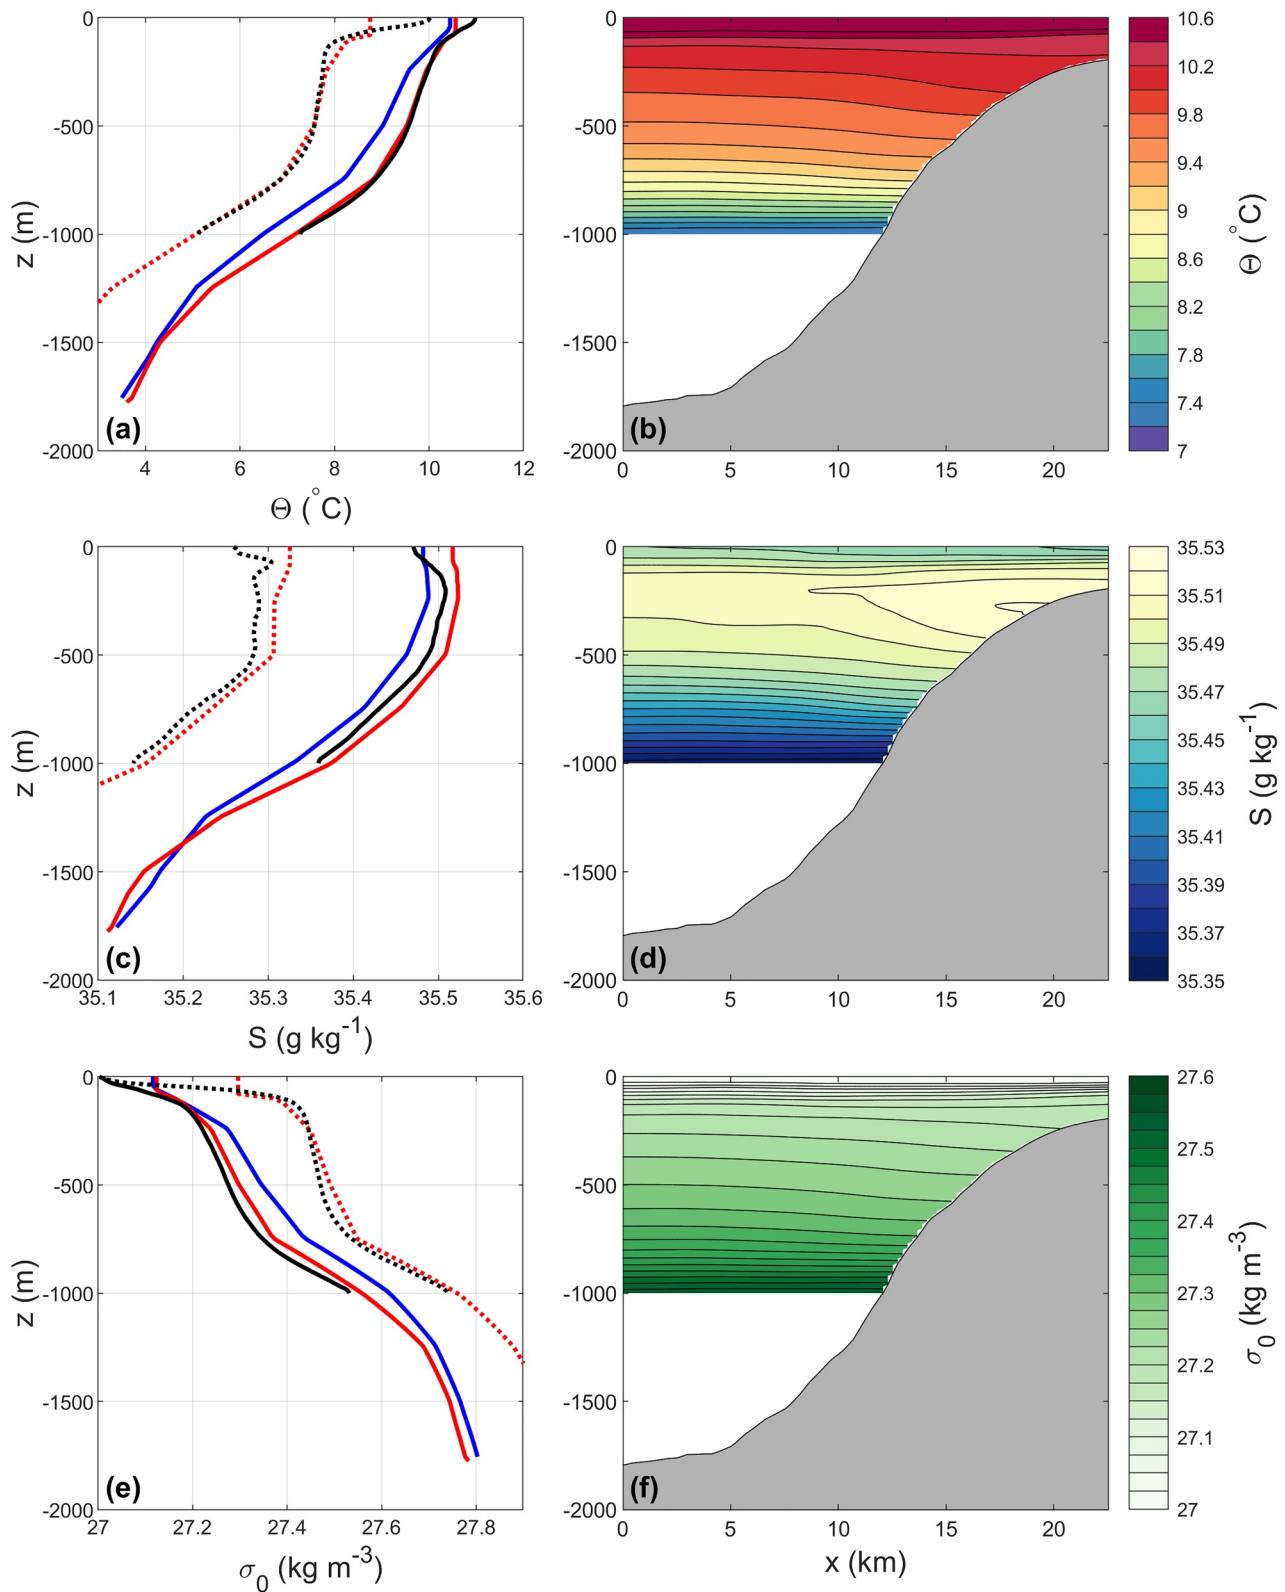 0
-500
-1000
-1500
-2000
z (m)
4 6 8 10 12
Θ (°C)
(a)
0
-500
-1000
-1500
-2000
0 5 10 15 20
(b)
10.6
10.2
9.8
9.4
9
8.6
8.2
7.8
7.4
7
Θ (°C)
0
-500
-1000
-1500
-2000
z (m)
35.1 35.2 35.3 35.4 35.5 35.6
S (g kg⁻¹)
(c)
0
-500
-1000
-1500
-2000
0 5 10 15 20
(d)
35.53
35.51
35.49
35.47
35.45
35.43
35.41
35.39
35.37
35.35
S (g kg⁻¹)
0
-500
-1000
-1500
-2000
z (m)
27 27.2 27.4 27.6 27.8
σ₀ (kg m⁻³)
(e)
0
-500
-1000
-1500
-2000
0 5 10 15 20
x (km)
(f)
27.6
27.5
27.4
27.3
27.2
27.1
27
σ₀ (kg m⁻³)